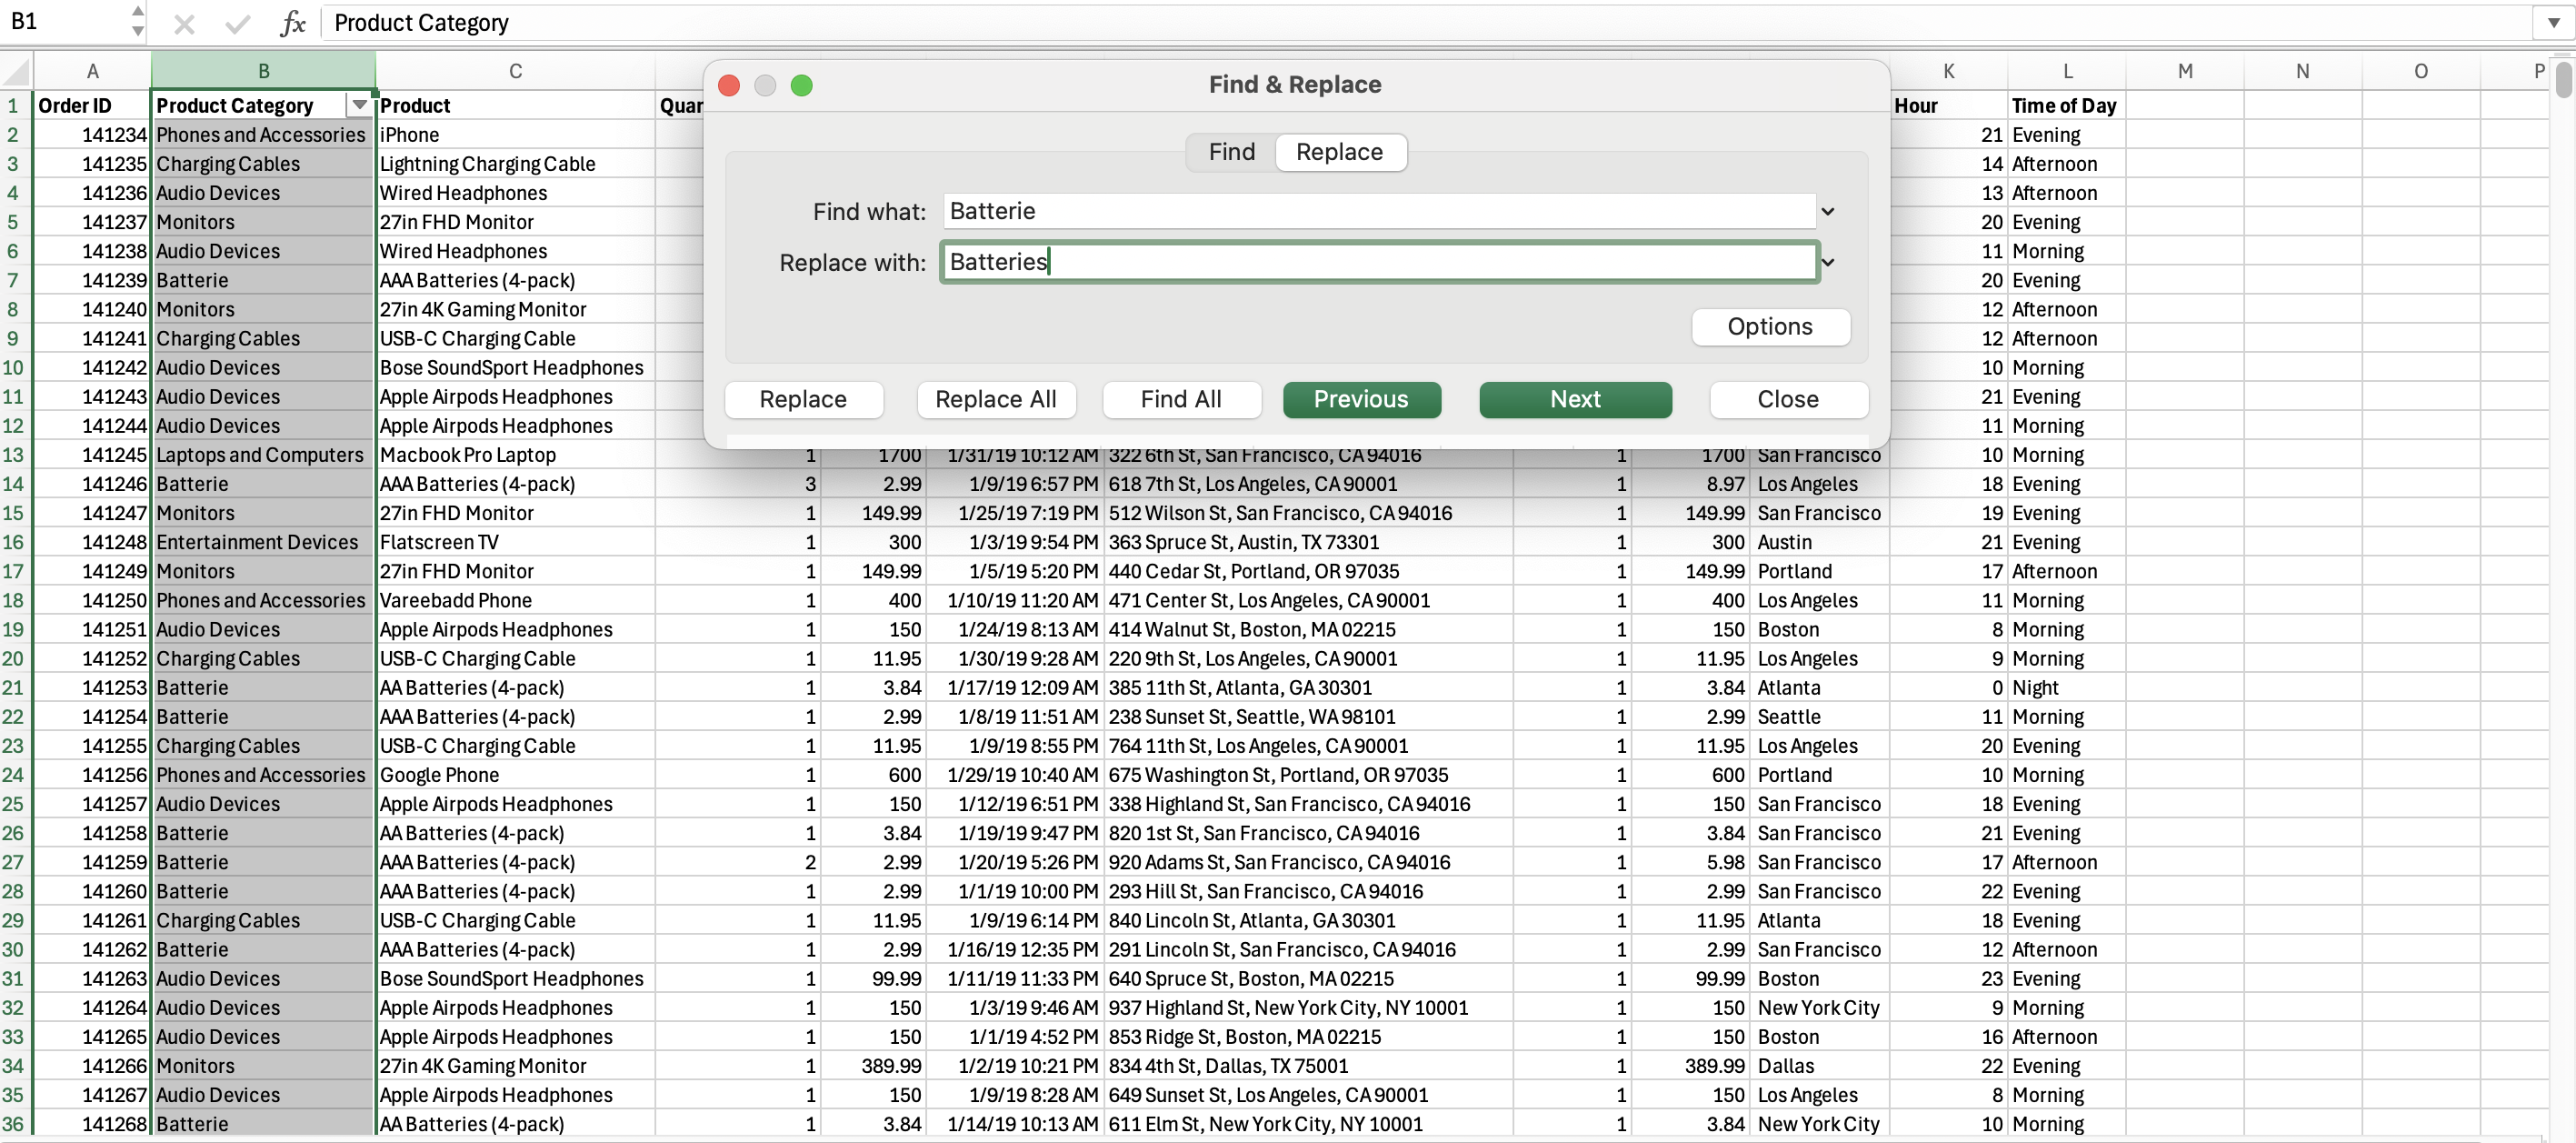 B1 fx Product Category
A B C K L M N O P
Find & Replace
1 Order ID Product Category Product Quan Hour Time of Day
2 141234 Phones and Accessories iPhone 21 Evening
Find Replace
3 141235 Charging Cables Lightning Charging Cable 14 Afternoon
4 141236 Audio Devices Wired Headphones 13 Afternoon
Find what: Batterie
5 141237 Monitors 27in FHD Monitor 20 Evening
6 141238 Audio Devices Wired Headphones 11 Morning
Replace with: Batteries
7 141239 Batterie AAA Batteries (4-pack) 20 Evening
8 141240 Monitors 27in 4K Gaming Monitor 12 Afternoon
Options
9 141241 Charging Cables USB-C Charging Cable 12 Afternoon
10 141242 Audio Devices Bose SoundSport Headphones 10 Morning
11 141243 Audio Devices Apple Airpods Headphones 21 Evening
Replace Replace All Find All Previous Next Close
12 141244 Audio Devices Apple Airpods Headphones 11 Morning
13 141245 Laptops and Computers Macbook Pro Laptop 1 1700 1/31/19 10:12 AM 322 6th St, San Francisco, CA 94016 1 1700 San Francisco 10 Morning
14 141246 Batterie AAA Batteries (4-pack) 3 2.99 1/9/19 6:57 PM 618 7th St, Los Angeles, CA 90001 1 8.97 Los Angeles 18 Evening
15 141247 Monitors 27in FHD Monitor 1 149.99 1/25/19 7:19 PM 512 Wilson St, San Francisco, CA 94016 1 149.99 San Francisco 19 Evening
16 141248 Entertainment Devices Flatscreen TV 1 300 1/3/19 9:54 PM 363 Spruce St, Austin, TX 73301 1 300 Austin 21 Evening
17 141249 Monitors 27in FHD Monitor 1 149.99 1/5/19 5:20 PM 440 Cedar St, Portland, OR 97035 1 149.99 Portland 17 Afternoon
18 141250 Phones and Accessories Vareebadd Phone 1 400 1/10/19 11:20 AM 471 Center St, Los Angeles, CA 90001 1 400 Los Angeles 11 Morning
19 141251 Audio Devices Apple Airpods Headphones 1 150 1/24/19 8:13 AM 414 Walnut St, Boston, MA 02215 1 150 Boston 8 Morning
20 141252 Charging Cables USB-C Charging Cable 1 11.95 1/30/19 9:28 AM 220 9th St, Los Angeles, CA 90001 1 11.95 Los Angeles 9 Morning
21 141253 Batterie AA Batteries (4-pack) 1 3.84 1/17/19 12:09 AM 385 11th St, Atlanta, GA 30301 1 3.84 Atlanta 0 Night
22 141254 Batterie AAA Batteries (4-pack) 1 2.99 1/8/19 11:51 AM 238 Sunset St, Seattle, WA 98101 1 2.99 Seattle 11 Morning
23 141255 Charging Cables USB-C Charging Cable 1 11.95 1/9/19 8:55 PM 764 11th St, Los Angeles, CA 90001 1 11.95 Los Angeles 20 Evening
24 141256 Phones and Accessories Google Phone 1 600 1/29/19 10:40 AM 675 Washington St, Portland, OR 97035 1 600 Portland 10 Morning
25 141257 Audio Devices Apple Airpods Headphones 1 150 1/12/19 6:51 PM 338 Highland St, San Francisco, CA 94016 1 150 San Francisco 18 Evening
26 141258 Batterie AA Batteries (4-pack) 1 3.84 1/19/19 9:47 PM 820 1st St, San Francisco, CA 94016 1 3.84 San Francisco 21 Evening
27 141259 Batterie AAA Batteries (4-pack) 2 2.99 1/20/19 5:26 PM 920 Adams St, San Francisco, CA 94016 1 5.98 San Francisco 17 Afternoon
28 141260 Batterie AAA Batteries (4-pack) 1 2.99 1/1/19 10:00 PM 293 Hill St, San Francisco, CA 94016 1 2.99 San Francisco 22 Evening
29 141261 Charging Cables USB-C Charging Cable 1 11.95 1/9/19 6:14 PM 840 Lincoln St, Atlanta, GA 30301 1 11.95 Atlanta 18 Evening
30 141262 Batterie AAA Batteries (4-pack) 1 2.99 1/16/19 12:35 PM 291 Lincoln St, San Francisco, CA 94016 1 2.99 San Francisco 12 Afternoon
31 141263 Audio Devices Bose SoundSport Headphones 1 99.99 1/11/19 11:33 PM 640 Spruce St, Boston, MA 02215 1 99.99 Boston 23 Evening
32 141264 Audio Devices Apple Airpods Headphones 1 150 1/3/19 9:46 AM 937 Highland St, New York City, NY 10001 1 150 New York City 9 Morning
33 141265 Audio Devices Apple Airpods Headphones 1 150 1/1/19 4:52 PM 853 Ridge St, Boston, MA 02215 1 150 Boston 16 Afternoon
34 141266 Monitors 27in 4K Gaming Monitor 1 389.99 1/2/19 10:21 PM 834 4th St, Dallas, TX 75001 1 389.99 Dallas 22 Evening
35 141267 Audio Devices Apple Airpods Headphones 1 150 1/9/19 8:28 AM 649 Sunset St, Los Angeles, CA 90001 1 150 Los Angeles 8 Morning
36 141268 Batterie AA Batteries (4-pack) 1 3.84 1/14/19 10:13 AM 611 Elm St, New York City, NY 10001 1 3.84 New York City 10 Morning